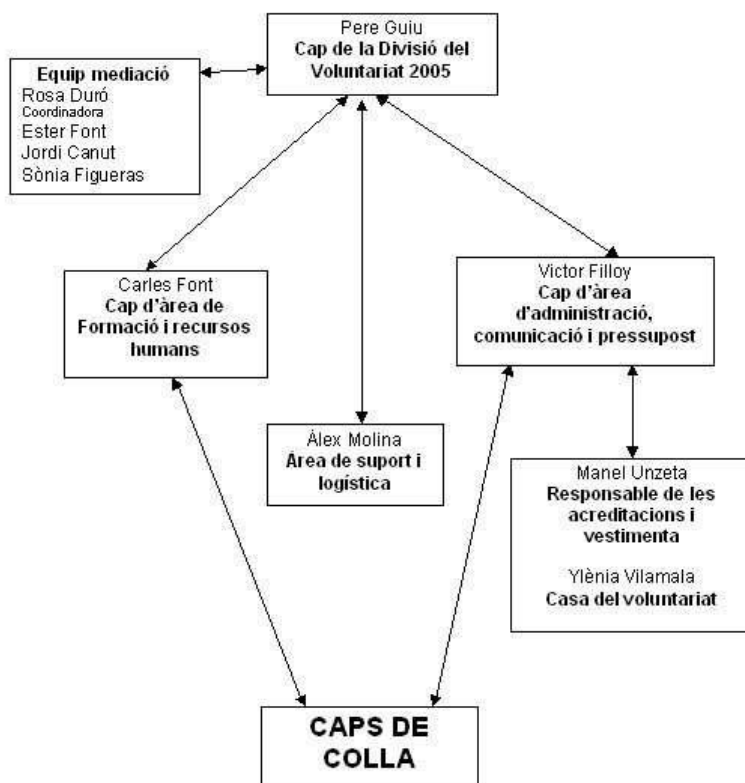 Pere Guiu
Cap de la Divisió del
Voluntariat 2005
Equip mediació
Rosa Duró
Coordinadora
Ester Font
Jordi Canut
Sònia Figueras
Carles Font
Cap d'àrea de
Formació i recursos
humans
Victor Filloy
Cap d'àrea
d'administració,
comunicació i pressupost
Àlex Molina
Àrea de suport i
logística
Manel Unzeta
Responsable de les
acreditacions i
vestimenta
Ylènia Vilamala
Casa del voluntariat
CAPS DE
COLLA